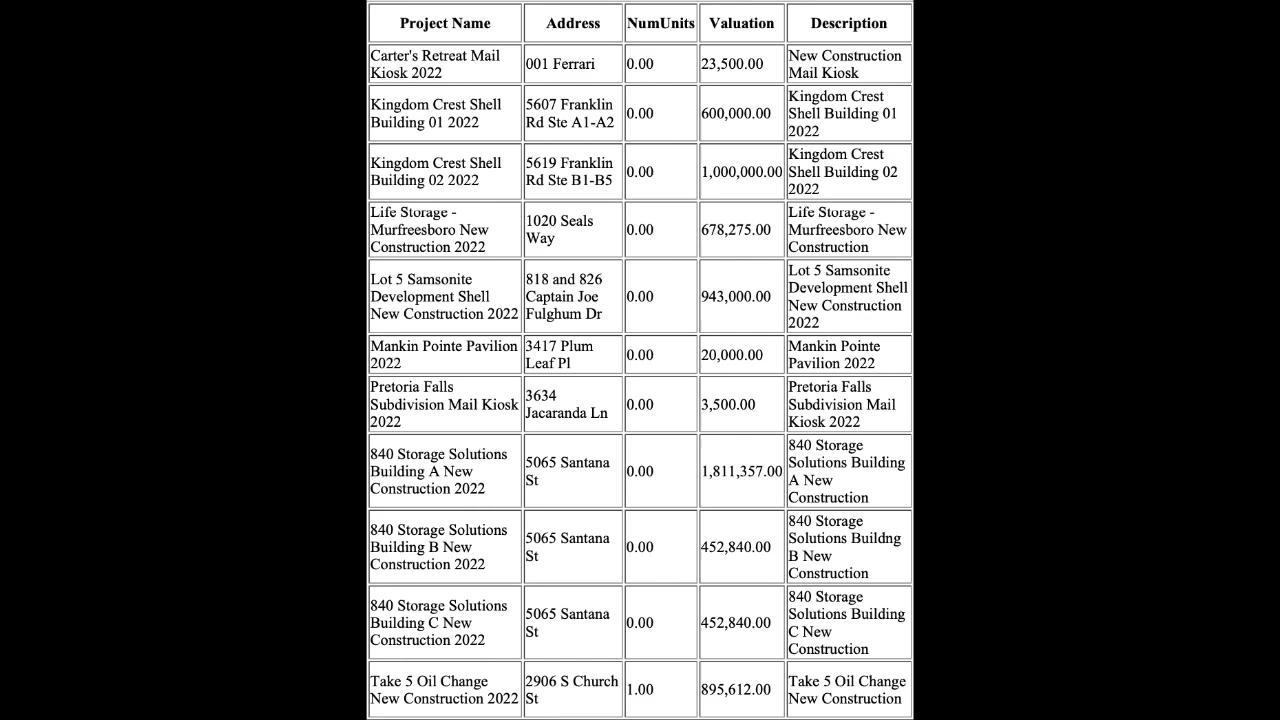 Project Name Address NumUnits Valuation Description
Carter's Retreat Mail
Kiosk 2022
001 Ferrari
0.00
23,500.00
New Construction
Mail Kiosk
Kingdom Crest Shell
Building 01 2022
5607 Franklin
Rd Ste A1-A2
0.00
600,000.00
Kingdom Crest
Shell Building 01
2022
Kingdom Crest Shell
Building 02 2022
5619 Franklin
Rd Ste B1-B5
0.00
1,000,000.00
Kingdom Crest
Shell Building 02
2022
Life Storage -
Murfreesboro New
Construction 2022
1020 Seals
Way
0.00
678,275.00
Life Storage -
Murfreesboro New
Construction
Lot 5 Samsonite
Development Shell
New Construction 2022
818 and 826
Captain Joe
Fulghum Dr
0.00
943,000.00
Lot 5 Samsonite
Development Shell
New Construction
2022
Mankin Pointe Pavilion
2022
3417 Plum
Leaf Pl
0.00
20,000.00
Mankin Pointe
Pavilion 2022
Pretoria Falls
Subdivision Mail Kiosk
2022
3634
Jacaranda Ln
0.00
3,500.00
Pretoria Falls
Subdivision Mail
Kiosk 2022
840 Storage Solutions
Building A New
Construction 2022
5065 Santana
St
0.00
1,811,357.00
840 Storage
Solutions Building
A New
Construction
840 Storage Solutions
Building B New
Construction 2022
5065 Santana
St
0.00
452,840.00
840 Storage
Solutions Buildng
B New
Construction
840 Storage Solutions
Building C New
Construction 2022
5065 Santana
St
0.00
452,840.00
840 Storage
Solutions Building
C New
Construction
Take 5 Oil Change
New Construction 2022
2906 S Church
St
1.00
895,612.00
Take 5 Oil Change
New Construction